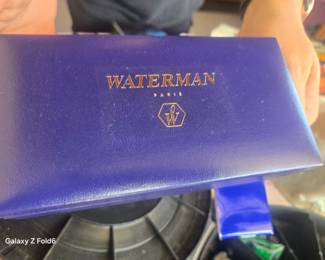 WATERMAN
PARIS
W
Galaxy Z Fold6